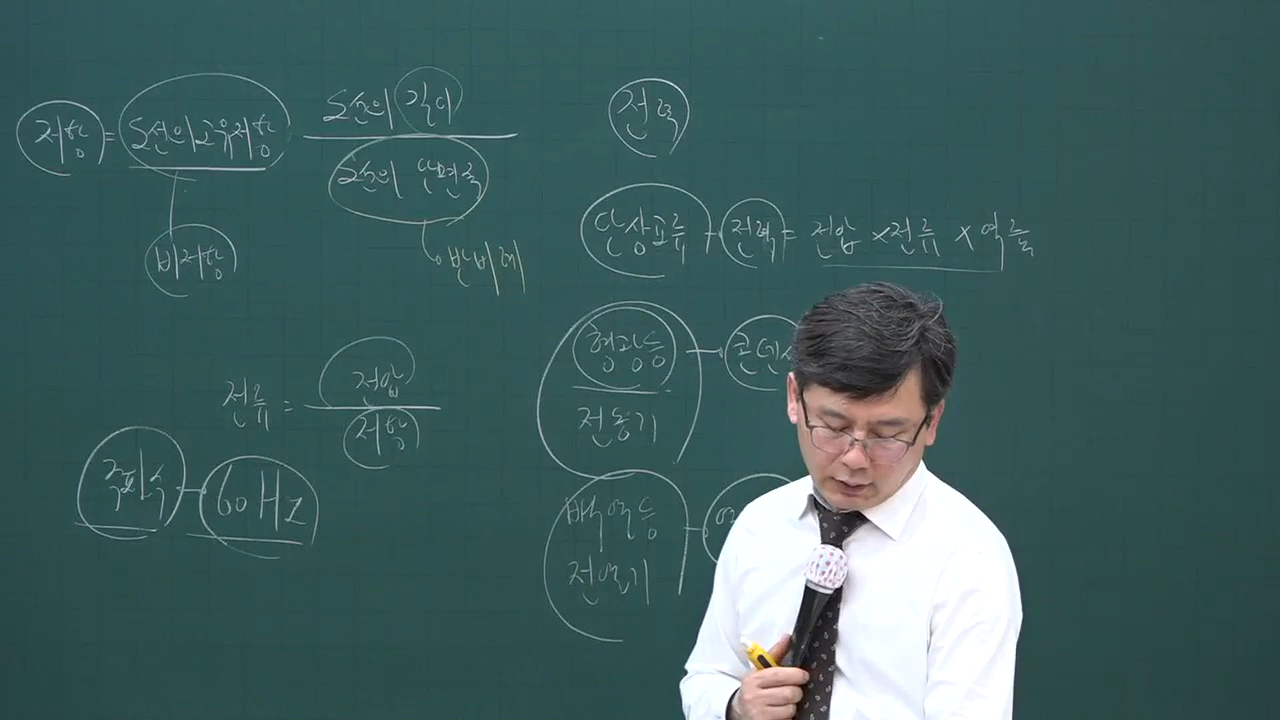 저항 = 도선의 고유저항 도선의 길이
도선의 단면적
비저항
반비례
전류 = 전압
저항
주파수 60Hz
전력
단상교류 전력 = 전압 × 전류 × 역률
형광등 콘덴
전동기
백열등
전열기